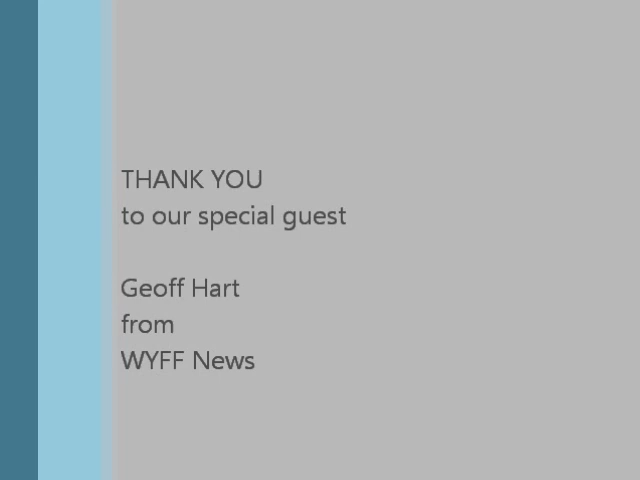 THANK YOU
to our special guest
Geoff Hart
from
WYFF News